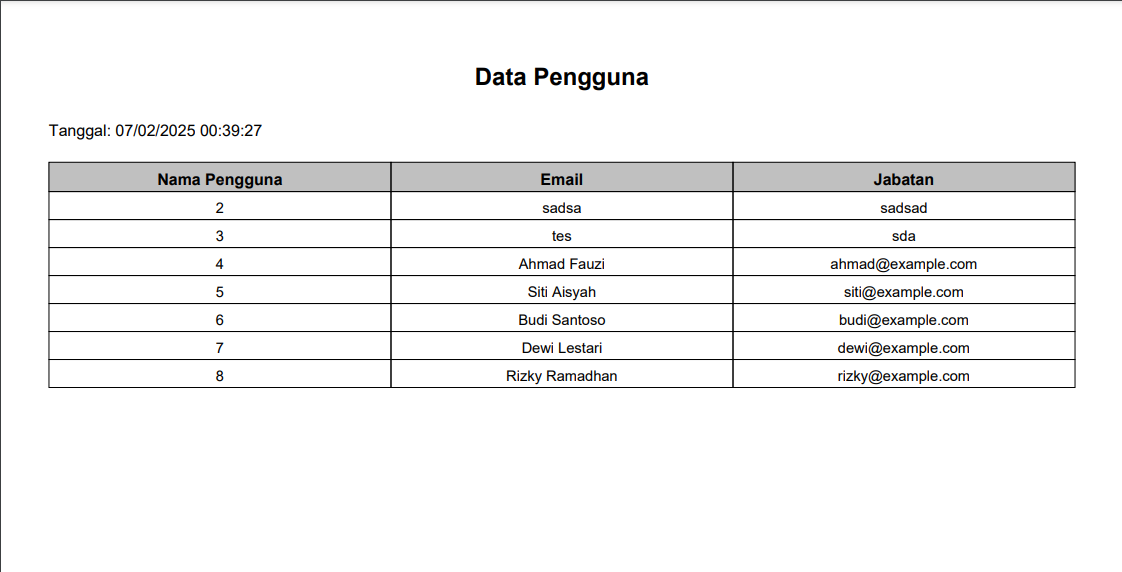 Data Pengguna
Tanggal: 07/02/2025 00:39:27
Nama Pengguna Email Jabatan
2 sadsa sadsad
3 tes sda
4 Ahmad Fauzi ahmad@example.com
5 Siti Aisyah siti@example.com
6 Budi Santoso budi@example.com
7 Dewi Lestari dewi@example.com
8 Rizky Ramadhan rizky@example.com